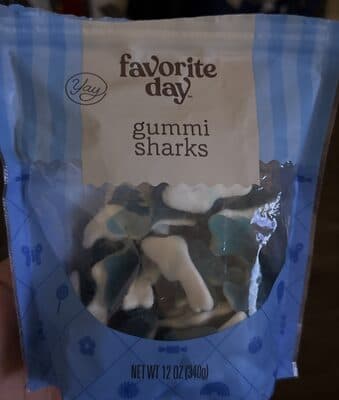 favorite
day
Yay
gummi
sharks
NET WT 12 OZ (340g)